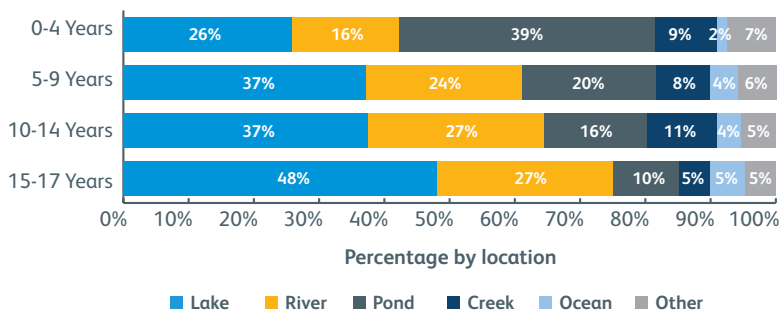 0-4 Years 26% 16% 39% 9% 2% 7%
5-9 Years 37% 24% 20% 8% 4% 6%
10-14 Years 37% 27% 16% 11% 4% 5%
15-17 Years 48% 27% 10% 5% 5% 5%
0% 10% 20% 30% 40% 50% 60% 70% 80% 90% 100%
Percentage by location
Lake River Pond Creek Ocean Other